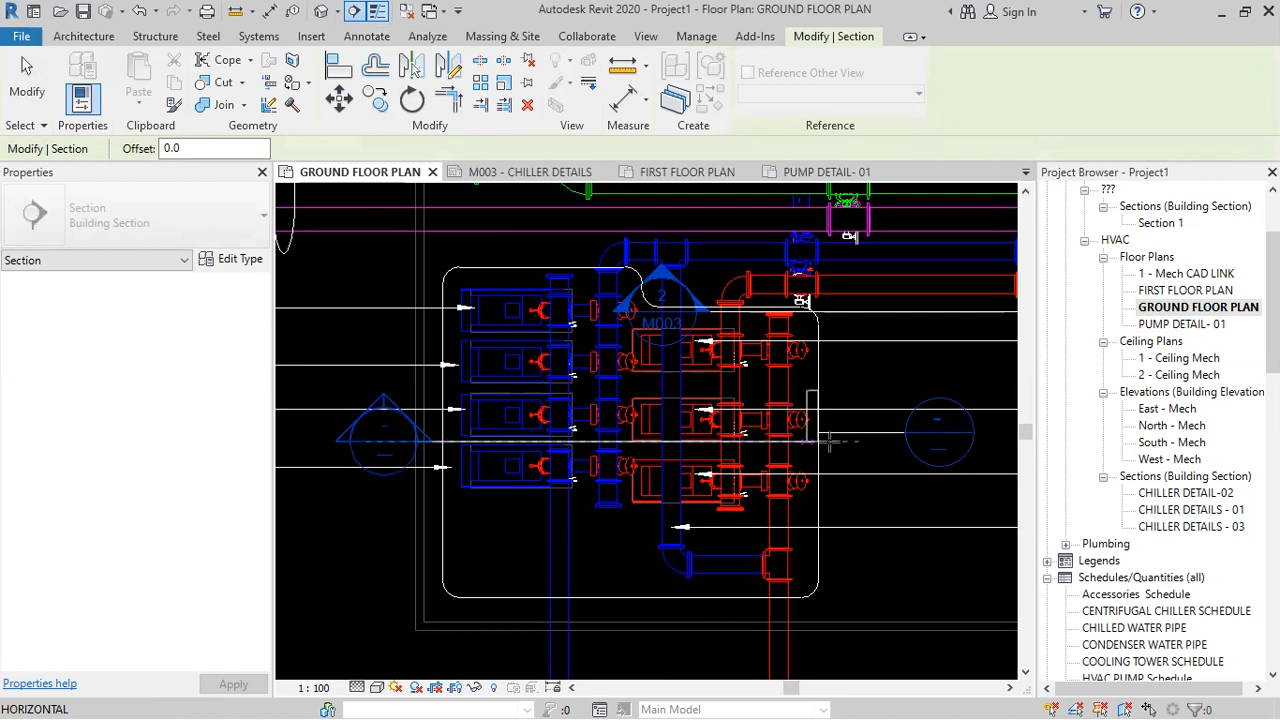 Autodesk Revit 2020 - Project1 - Floor Plan: GROUND FLOOR PLAN
Sign In
File Architecture Structure Steel Systems Insert Annotate Analyze Massing & Site Collaborate View Manage Add-Ins Modify | Section
Modify
Paste
Cope
Cut
Join
Reference Other View
Select Properties Clipboard Geometry Modify View Measure Create Reference
Modify | Section Offset: 0.0
Properties
GROUND FLOOR PLAN M003 - CHILLER DETAILS FIRST FLOOR PLAN PUMP DETAIL- 01
Section
Building Section
Section
Edit Type
2
M003
Properties help
Apply
1 : 100
HORIZONTAL
:0
Main Model
:0
Project Browser - Project1
???
Sections (Building Section)
Section 1
HVAC
Floor Plans
1 - Mech CAD LINK
FIRST FLOOR PLAN
GROUND FLOOR PLAN
PUMP DETAIL- 01
Ceiling Plans
1 - Ceiling Mech
2 - Ceiling Mech
Elevations (Building Elevation
East - Mech
North - Mech
South - Mech
West - Mech
Sections (Building Section)
CHILLER DETAIL-02
CHILLER DETAILS - 01
CHILLER DETAILS - 03
Plumbing
Legends
Schedules/Quantities (all)
Accessories Schedule
CENTRIFUGAL CHILLER SCHEDULE
CHILLED WATER PIPE
CONDENSER WATER PIPE
COOLING TOWER SCHEDULE
HVAC PUMP Schedule